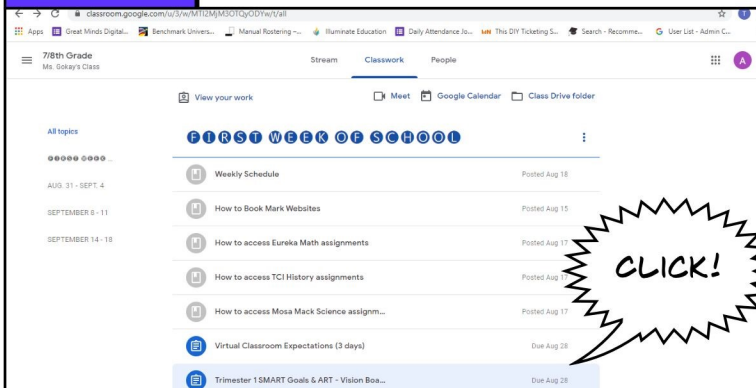 classroom.google.com/u/3/w/MTI2MjM3OTQyODYw/t/all
Apps Great Minds Digital... Benchmark Univers... Manual Rostering –... Illuminate Education Daily Attendance Jo... This DIY Ticketing S... Search - Recomme... User List - Admin C...
7/8th Grade
Ms. Gokay's Class
Stream Classwork People
A
View your work Meet Google Calendar Class Drive folder
All topics
FIRST WEEK OF SCHOOL
AUG. 31 - SEPT. 4
SEPTEMBER 8 - 11
SEPTEMBER 14 - 18
Weekly Schedule Posted Aug 18
How to Book Mark Websites Posted Aug 15
How to access Eureka Math assignments Posted Aug 17
How to access TCI History assignments Posted Aug 17
How to access Mosa Mack Science assignm... Posted Aug 17
Virtual Classroom Expectations (3 days) Due Aug 28
Trimester 1 SMART Goals & ART - Vision Boa... Due Aug 28
CLICK!